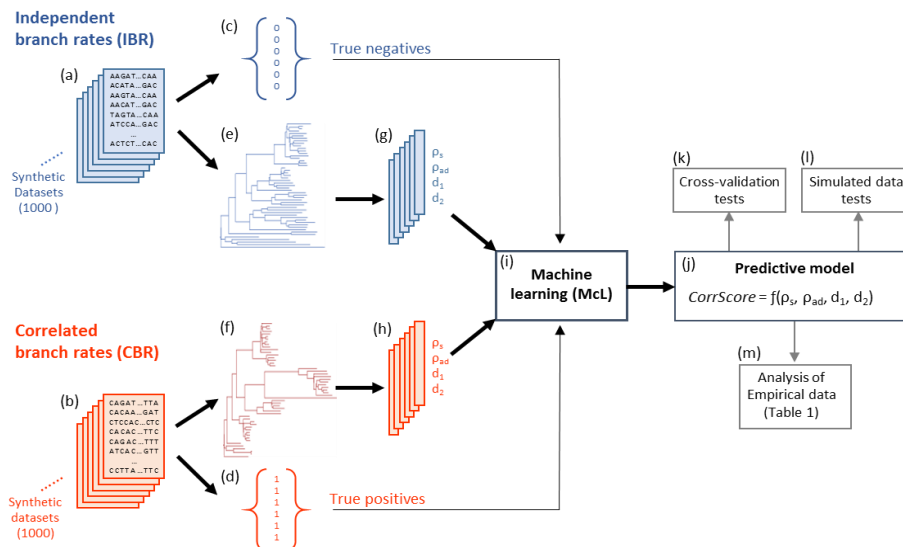 Independent
branch rates (IBR)
(a)
AAGAT...CAA
ACATA...GAC
AAGTA...CAA
AACAT...GAC
TAGTA...CAA
ATCCA...GAC
...
ACTCT...CAC
Synthetic
Datasets
(1000 )
(c)
0
0
0
0
0
0
True negatives
(e)
(g)
ρs
ρad
d1
d2
Correlated
branch rates (CBR)
(b)
CAGAT...TTA
CACAA...GAT
CTCCAC...CTC
CACAC...TTC
CAGAC...TTT
ATCAC...GTT
...
CCTTA...TTC
Synthetic
datasets
(1000)
(f)
(h)
ρs
ρad
d1
d2
(d)
1
1
1
1
1
1
True positives
(i)
Machine
learning (McL)
(k)
Cross-validation
tests
(l)
Simulated data
tests
(j)
Predictive model
CorrScore = ƒ(ρs, ρad, d1, d2)
(m)
Analysis of
Empirical data
(Table 1)